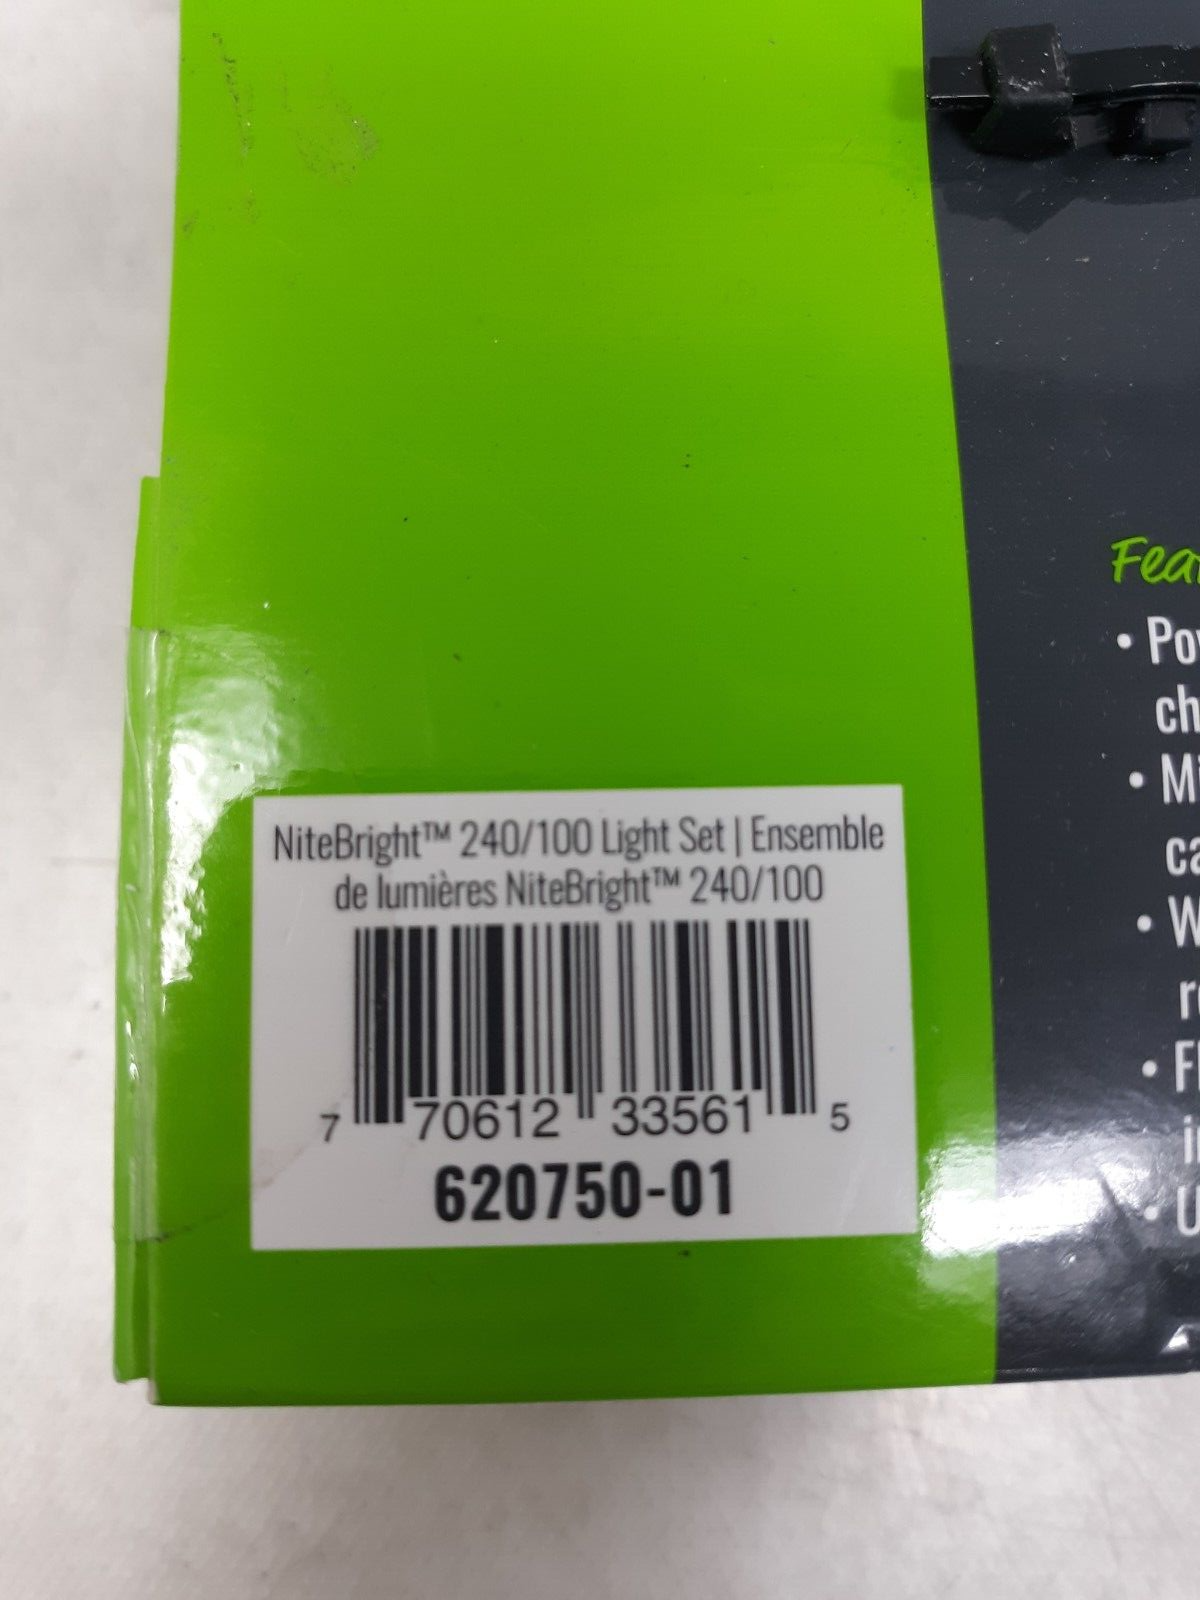 NiteBright™ 240/100 Light Set | Ensemble
de lumières NiteBright™ 240/100
7 70612 33561 5
620750-01